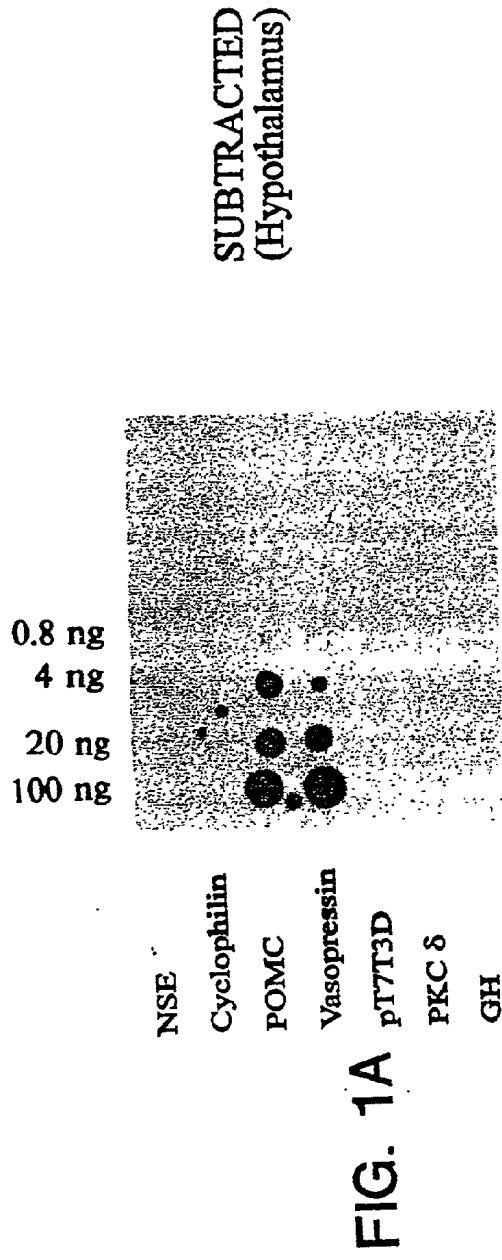 SUBTRACTED
(Hypothalamus)
0.8 ng
4 ng
20 ng
100 ng
NSE
Cyclophilin
POMC
Vasopressin
pT7T3D
PKC δ
GH
FIG. 1A